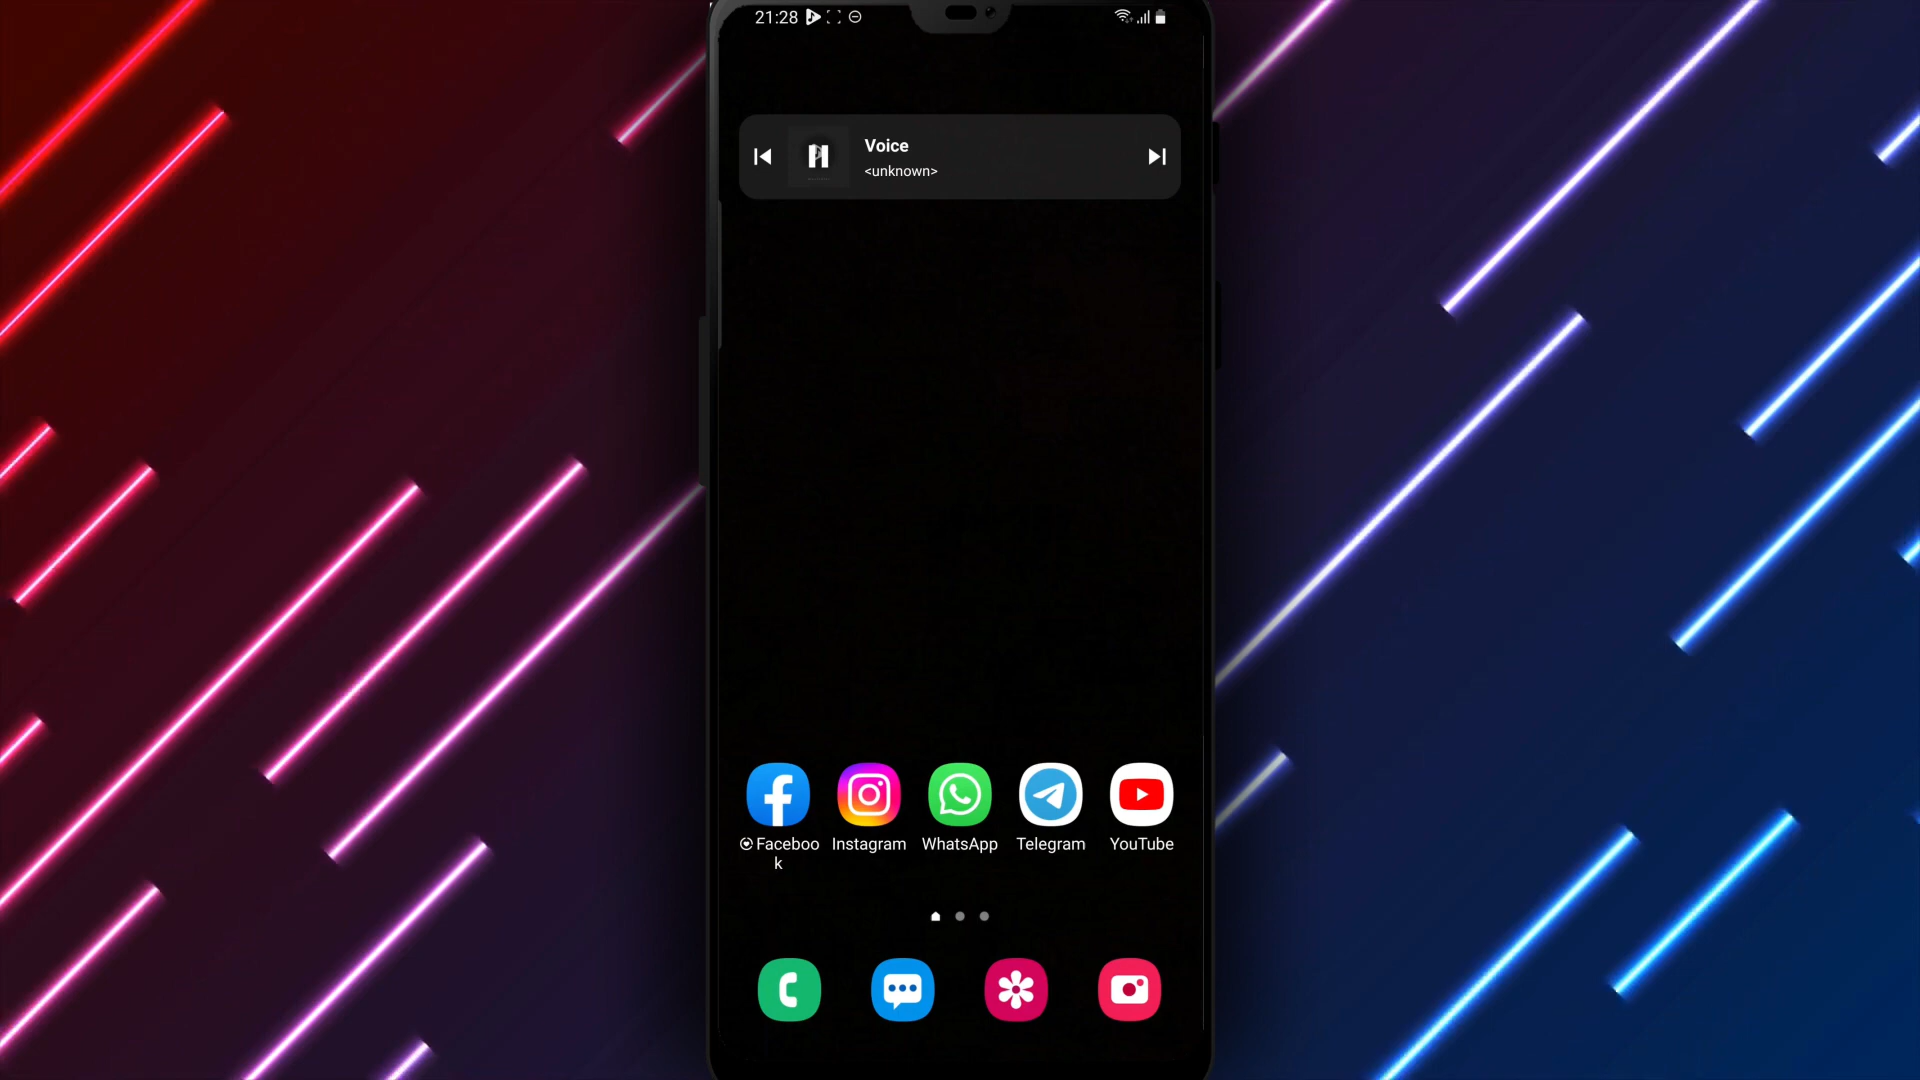 21:28
Voice
<unknown>
Faceboo
k
Instagram
WhatsApp
Telegram
YouTube